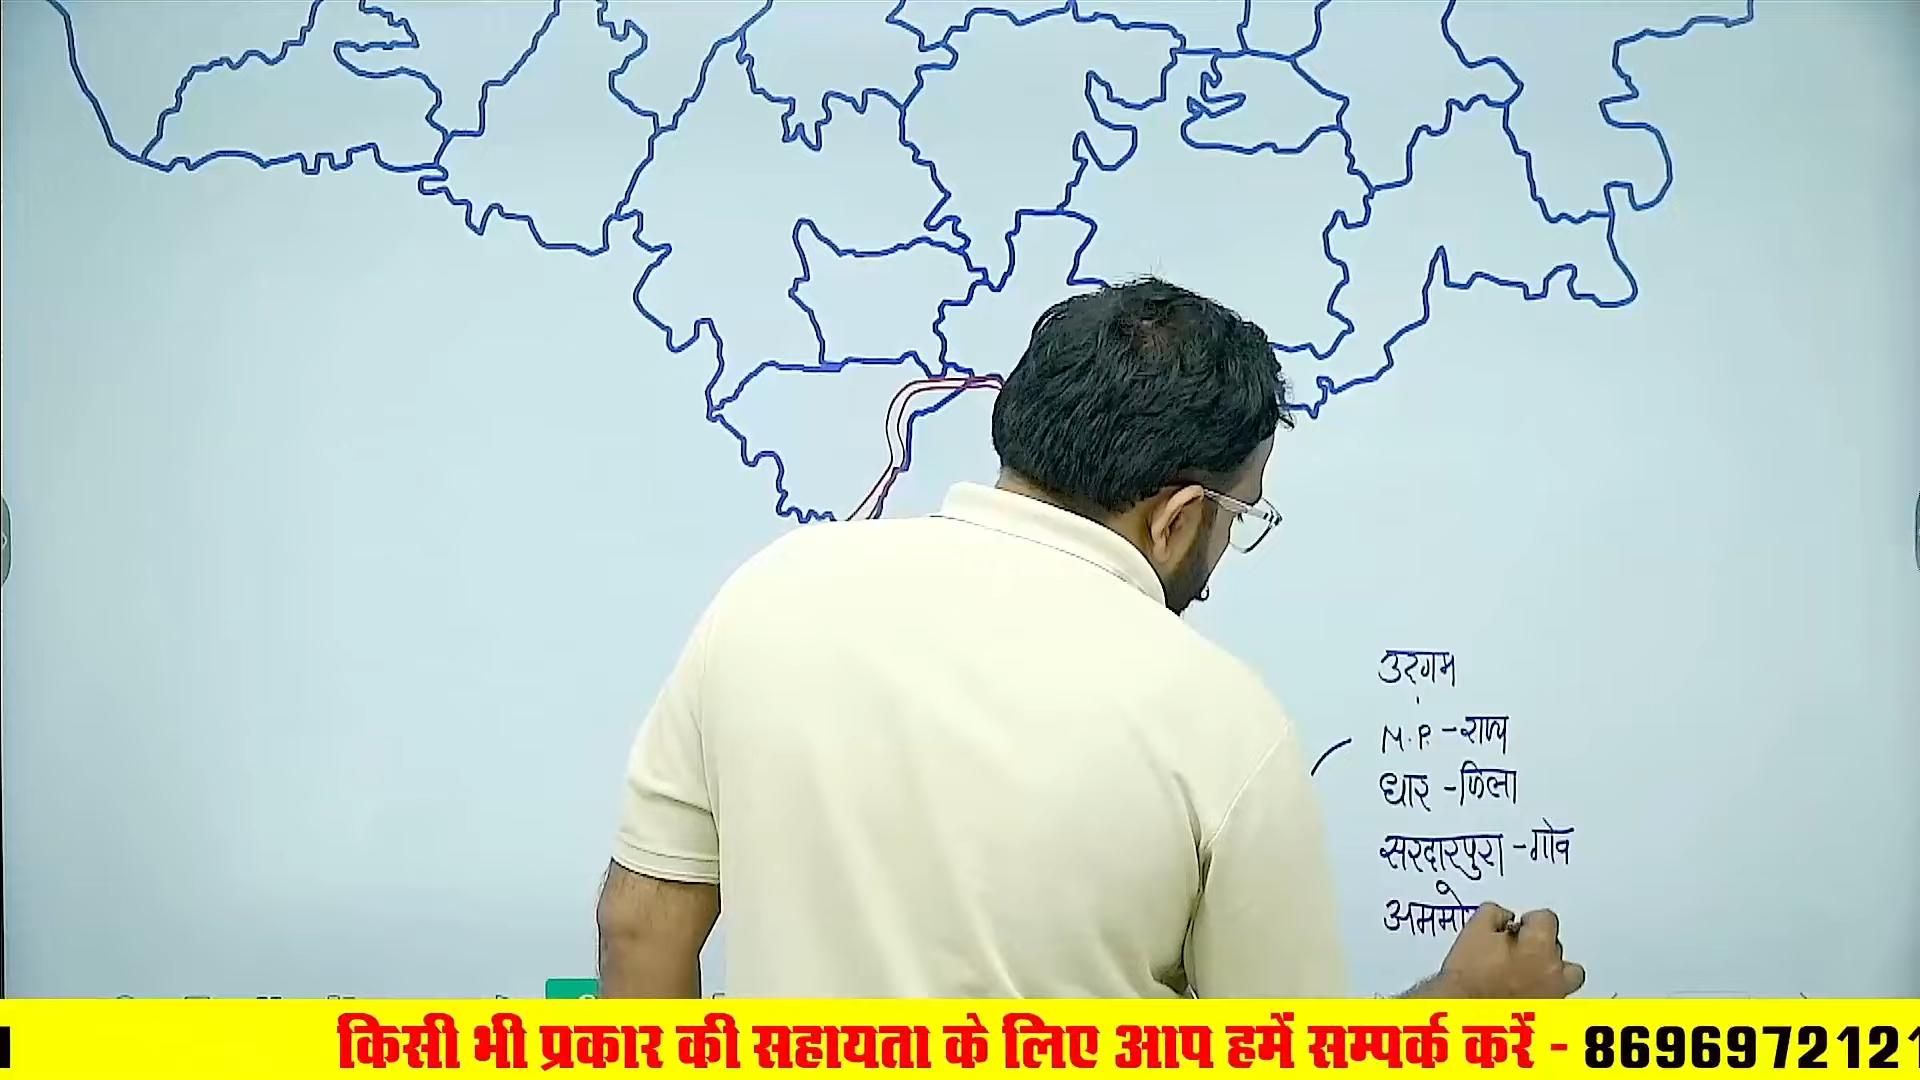 उद्गम
M.P. - राज्य
धार - जिला
सरदारपुरा - गाँव
किसी भी प्रकार की सहायता के लिए आप हमें सम्पर्क करें - 8696972121